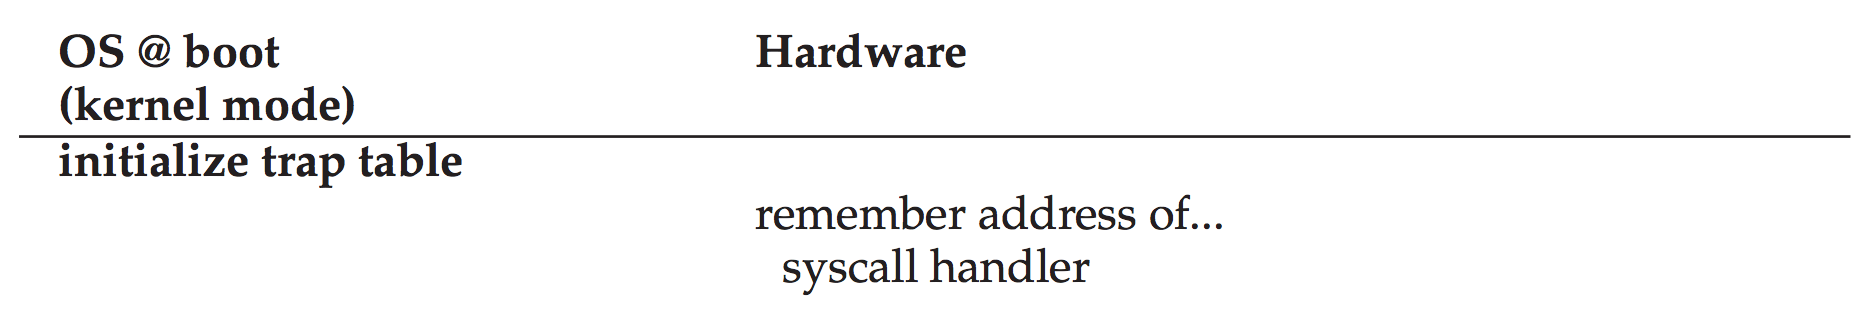 OS @ boot
(kernel mode)
Hardware
initialize trap table
remember address of...
syscall handler